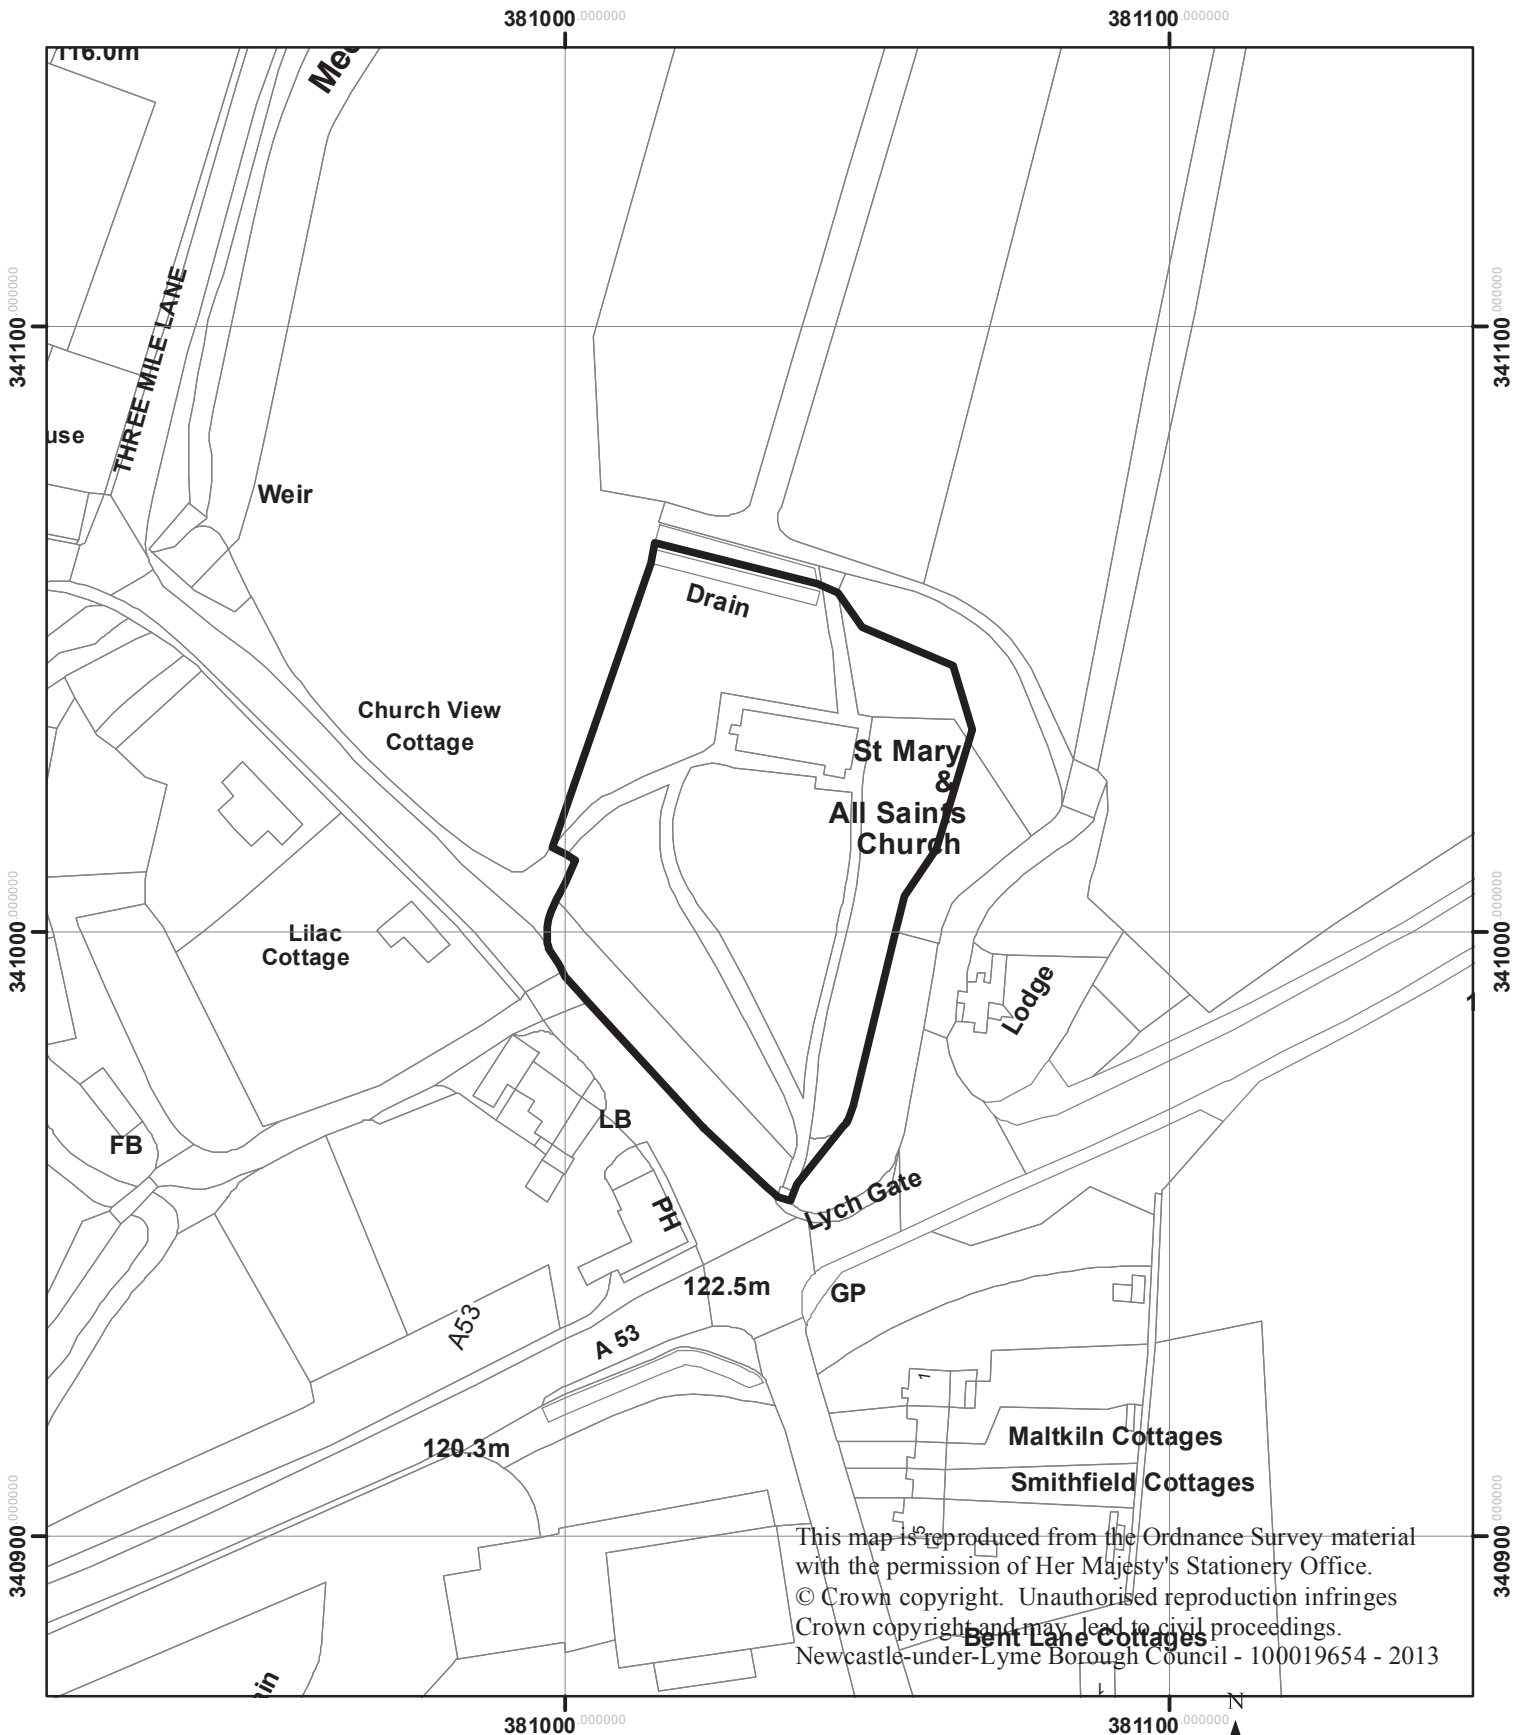 381000.000000
381100.000000
116.0m
THREE MILE LANE
341100.000000
341100.000000
use
Weir
Drain
Church View
Cottage
St Mary
&
All Saints
Church
Lilac
Cottage
341000.000000
341000.000000
Lodge
1
LB
FB
PH
Lych Gate
122.5m
GP
A53
A 53
1
120.3m
Maltkiln Cottages
Smithfield Cottages
5
340900.000000
340900.000000
This map is reproduced from the Ordnance Survey material
with the permission of Her Majesty's Stationery Office.
© Crown copyright. Unauthorised reproduction infringes
Crown copyright and may lead to civil proceedings.
Bent Lane Cottages
Newcastle-under-Lyme Borough Council - 100019654 - 2013
1
N
381000.000000
381100.000000